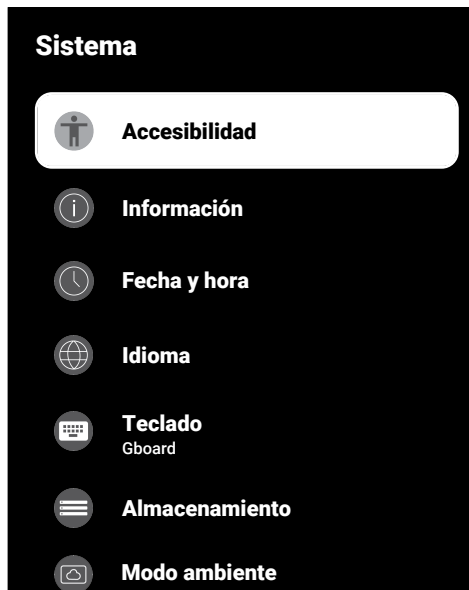 Sistema
Accesibilidad
Información
Fecha y hora
Idioma
Teclado
Gboard
Almacenamiento
Modo ambiente